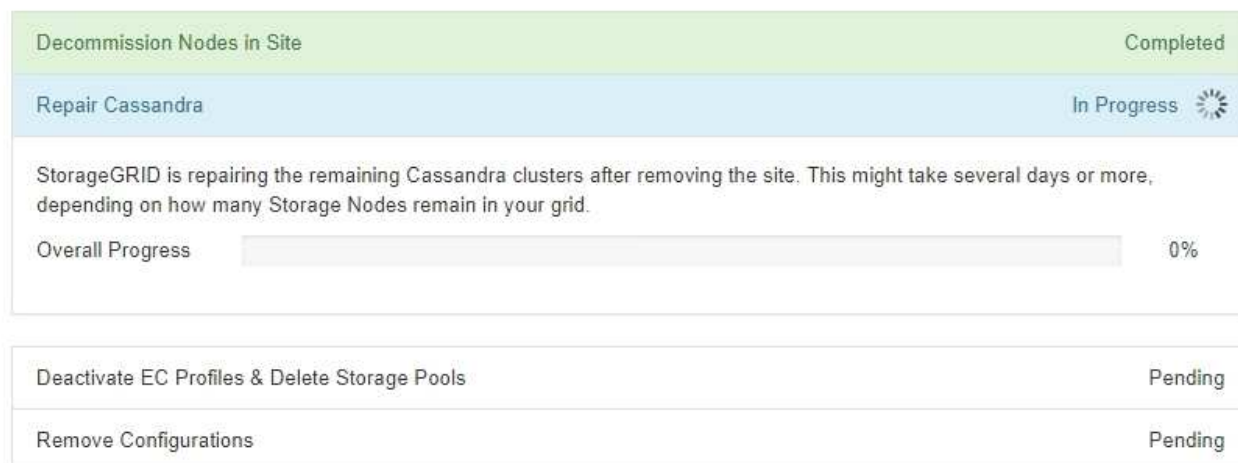 Decommission Nodes in Site Completed
Repair Cassandra In Progress
StorageGRID is repairing the remaining Cassandra clusters after removing the site. This might take several days or more,
depending on how many Storage Nodes remain in your grid.
Overall Progress 0%
Deactivate EC Profiles & Delete Storage Pools Pending
Remove Configurations Pending